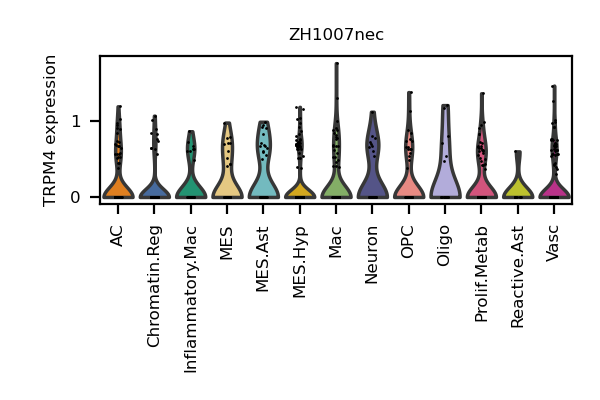 ZH1007nec
TRPM4 expression
1
0
AC
Chromatin.Reg
Inflammatory.Mac
MES
MES.Ast
MES.Hyp
Mac
Neuron
OPC
Oligo
Prolif.Metab
Reactive.Ast
Vasc